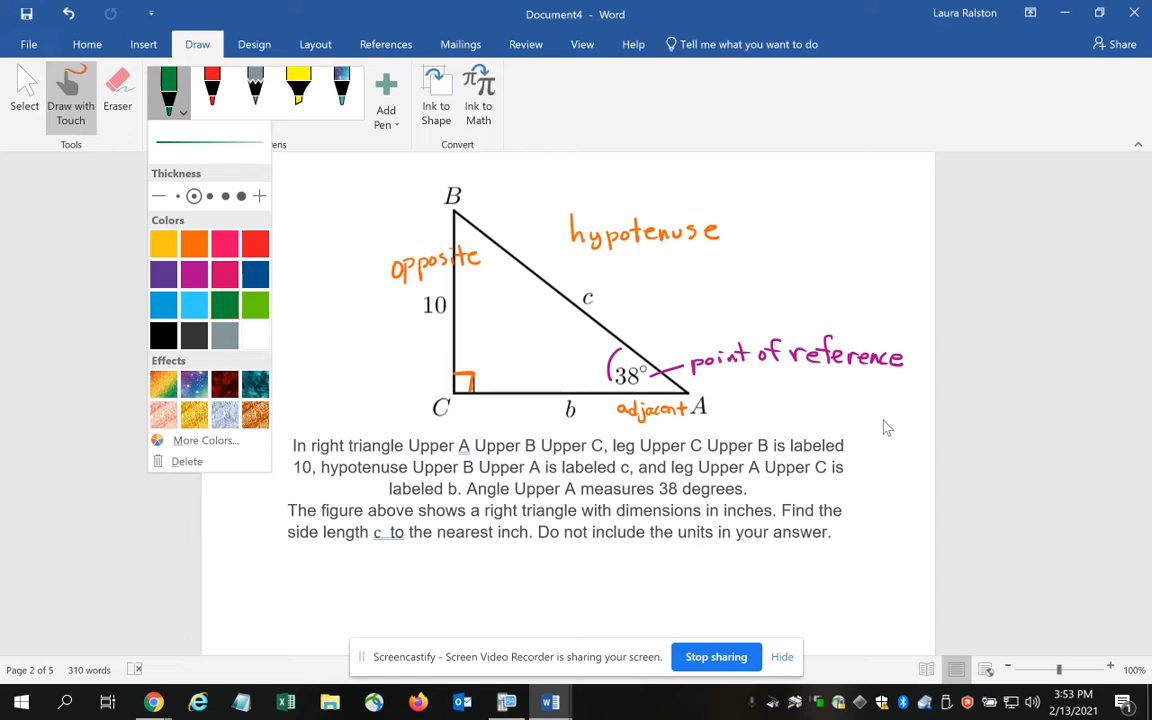 Document4 - Word
Laura Ralston
File Home Insert Draw Design Layout References Mailings Review View Help Tell me what you want to do Share
Select
Draw with Touch
Eraser
Add Pen
Ink to Shape
Ink to Math
Tools
ens
Convert
Thickness
Colors
Effects
More Colors...
Delete
B
hypotenuse
opposite
10
c
point of reference
38°
C
b
adjacent
A
In right triangle Upper A Upper B Upper C, leg Upper C Upper B is labeled
10, hypotenuse Upper B Upper A is labeled c, and leg Upper A Upper C is
labeled b. Angle Upper A measures 38 degrees.
The figure above shows a right triangle with dimensions in inches. Find the
side length c to the nearest inch. Do not include the units in your answer.
Screencastify - Screen Video Recorder is sharing your screen. Stop sharing Hide
Page 2 of 5 310 words
100%
3:53 PM
2/13/2021